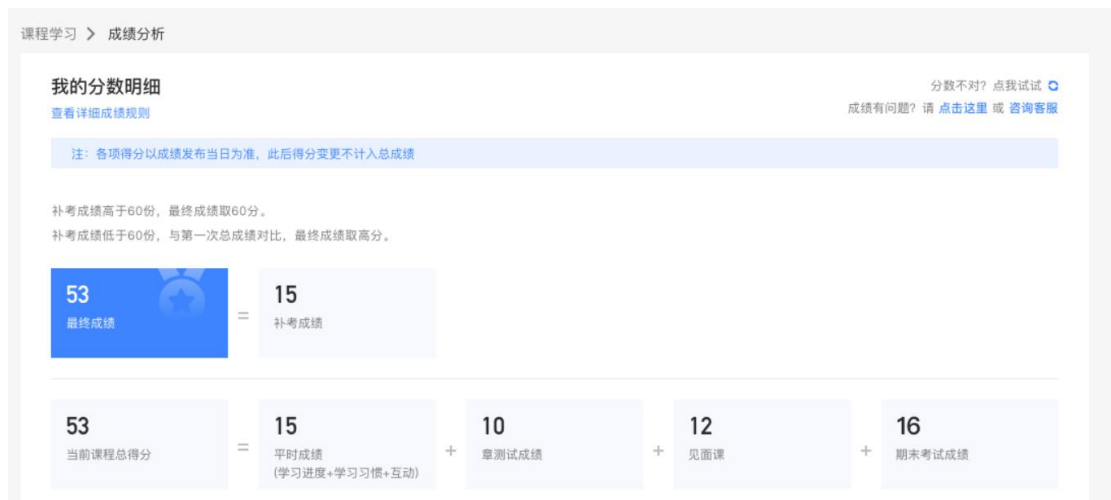 课程学习 > 成绩分析
我的分数明细
分数不对? 点我试试
查看详细成绩规则
成绩有问题? 请 点击这里 或 咨询客服
注: 各项得分以成绩发布当日为准, 此后得分变更不计入总成绩
补考成绩高于60份, 最终成绩取60分。
补考成绩低于60份, 与第一次总成绩对比, 最终成绩取高分。
53 = 15
最终成绩 补考成绩
53 = 15 + 10 + 12 + 16
当前课程总得分 平时成绩 章测试成绩 见面课 期末考试成绩
(学习进度+学习习惯+互动)